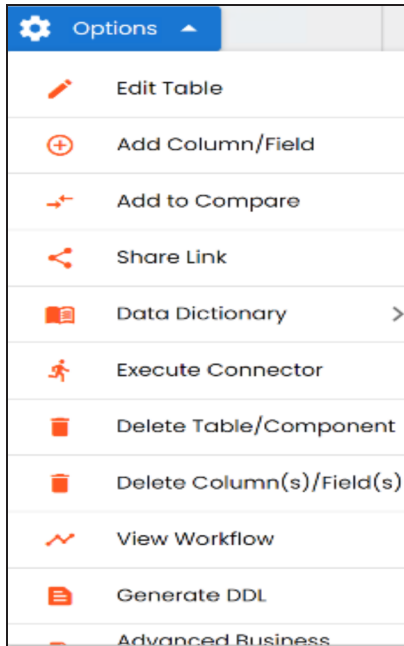 Options
Edit Table
Add Column/Field
Add to Compare
Share Link
Data Dictionary
Execute Connector
Delete Table/Component
Delete Column(s)/Field(s)
View Workflow
Generate DDL
Advanced Business